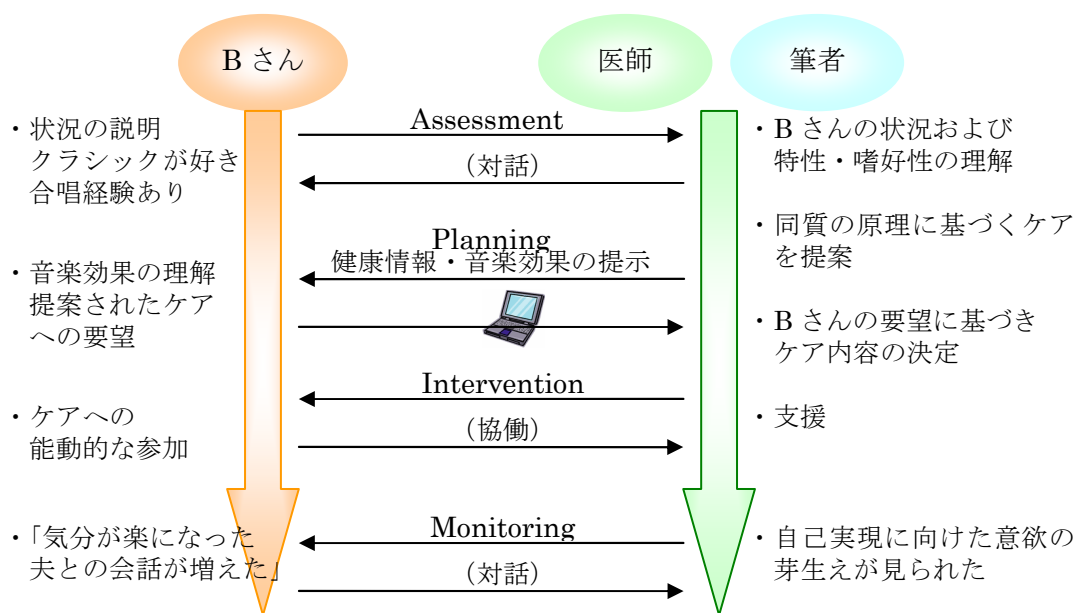 B さん
医師
筆者
・状況の説明
クラシックが好き
合唱経験あり
Assessment
(対話)
・B さんの状況および
特性・嗜好性の理解
・同質の原理に基づくケア
を提案
Planning
健康情報・音楽効果の提示
・音楽効果の理解
提案されたケア
への要望
・B さんの要望に基づき
ケア内容の決定
Intervention
(協働)
・ケアへの
能動的な参加
・支援
・「気分が楽になった
夫との会話が増えた」
Monitoring
(対話)
・自己実現に向けた意欲の
芽生えが見られた